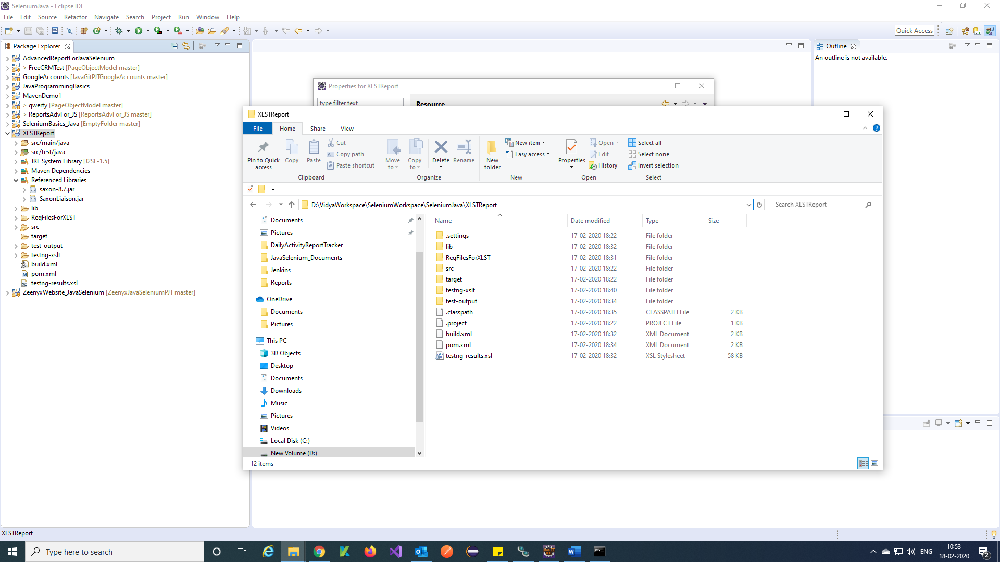 SeleniumJava - Eclipse IDE
File Edit Source Refactor Navigate Search Project Run Window Help
Quick Access
Package Explorer
AdvancedReportForJavaSelenium
> FreeCRMTest [PageObjectModel master]
GoogleAccounts [JavaGitPJTGoogleAccounts master]
JavaProgrammingBasics
MavenDemo1
> qwerty [PageObjectModel master]
> ReportsAdvFor_JS [ReportsAdvFor_JS master]
SeleniumBasics_Java [EmptyFolder master]
XLSTReport
src/main/java
src/test/java
JRE System Library [J2SE-1.5]
Maven Dependencies
Referenced Libraries
saxon-8.7.jar
SaxonLiaison.jar
lib
ReqFilesForXLST
src
target
test-output
testng-xslt
build.xml
pom.xml
testng-results.xsl
ZeenyxWebsite_JavaSelenium [ZeenyxJavaSeleniumPJT master]
Outline
An outline is not available.
Properties for XLSTReport
type filter text
Resource
XLSTReport
File Home Share View
Pin to Quick access
Copy
Paste
Cut
Copy path
Paste shortcut
Clipboard
Move to
Copy to
Delete
Rename
Organize
New folder
New item
Easy access
New
Properties
Open
Edit
History
Open
Select all
Select none
Invert selection
Select
D:\VidyaWorkspace\SeleniumWorkspace\SeleniumJava\XLSTReport
Search XLSTReport
Documents
Pictures
DailyActivityReportTracker
JavaSelenium_Documents
Jenkins
Reports
OneDrive
Documents
Pictures
This PC
3D Objects
Desktop
Documents
Downloads
Music
Pictures
Videos
Local Disk (C:)
New Volume (D:)
Name Date modified Type Size
.settings 17-02-2020 18:22 File folder
lib 17-02-2020 18:32 File folder
ReqFilesForXLST 17-02-2020 18:31 File folder
src 17-02-2020 18:22 File folder
target 17-02-2020 18:22 File folder
testng-xslt 17-02-2020 18:40 File folder
test-output 17-02-2020 18:34 File folder
.classpath 17-02-2020 18:35 CLASSPATH File 2 KB
.project 17-02-2020 18:22 PROJECT File 1 KB
build.xml 17-02-2020 18:32 XML Document 2 KB
pom.xml 17-02-2020 18:34 XML Document 2 KB
testng-results.xsl 17-02-2020 18:32 XSL Stylesheet 58 KB
12 items
XLSTReport
Type here to search
ENG
10:53
18-02-2020
2